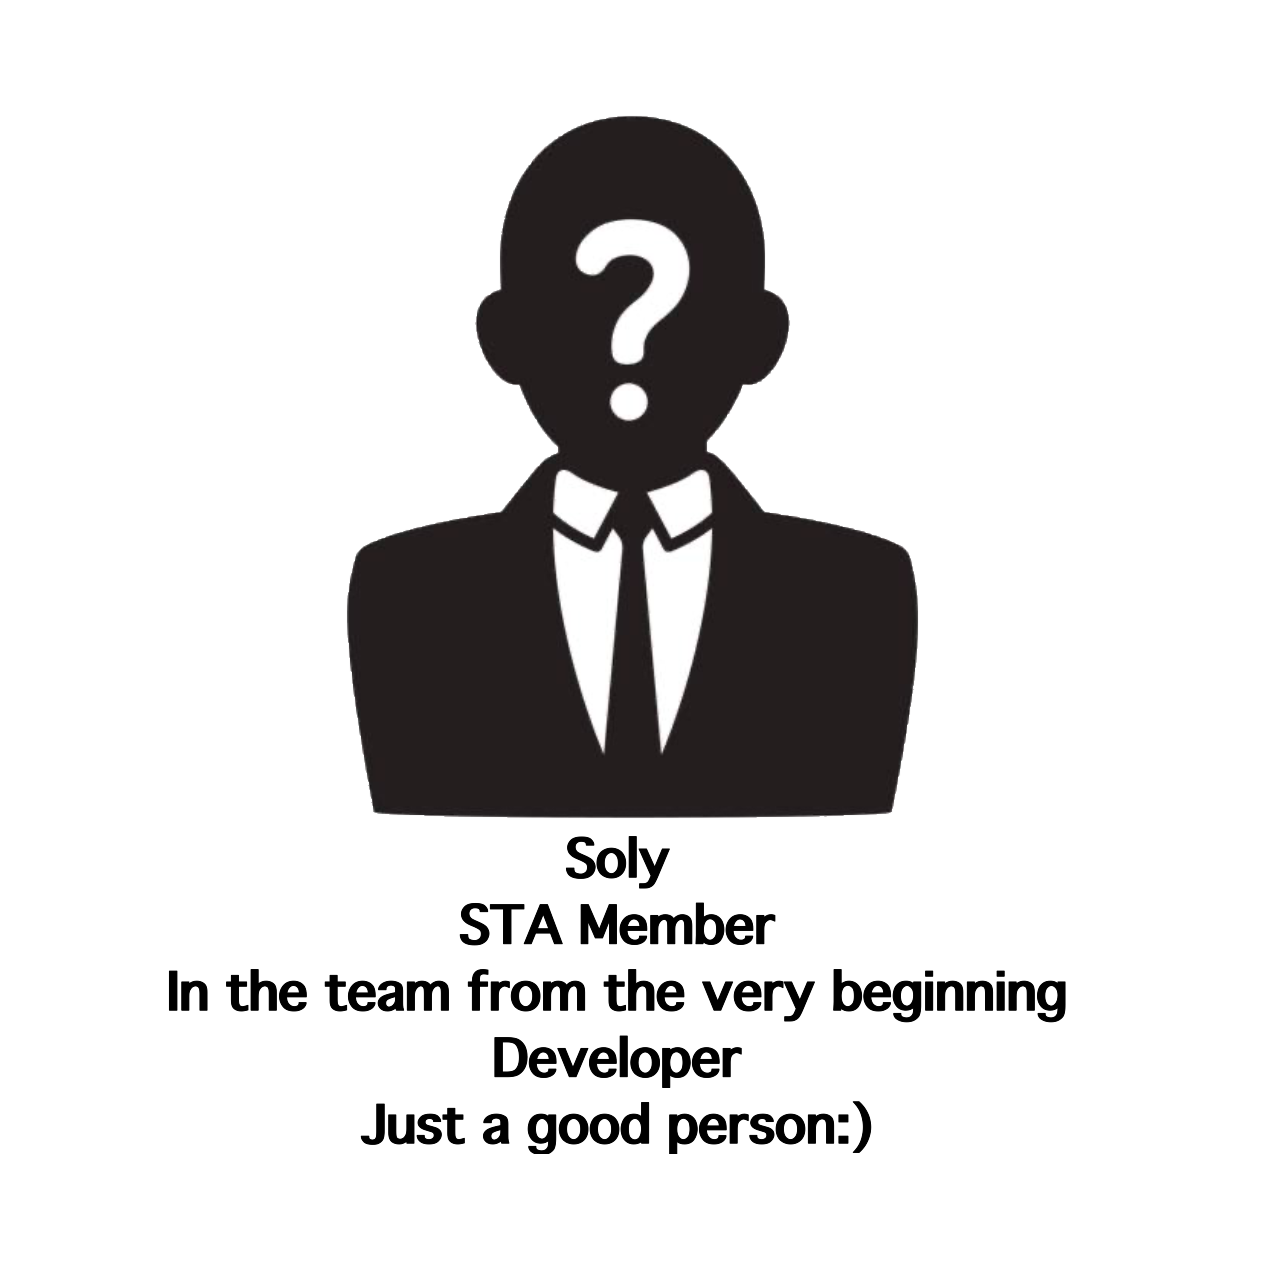 ?
Soly
STA Member
In the team from the very beginning
Developer
Just a good person:)